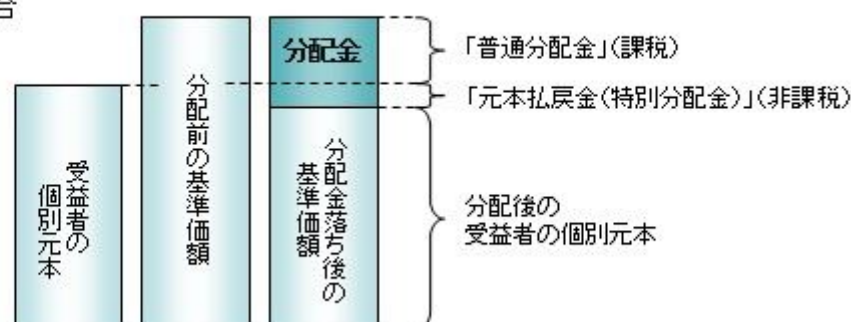 合
分配金
「普通分配金」(課税)
「元本払戻金(特別分配金)」(非課税)
受益者の
個別元本
分配前の基準価額
分配金落ち後の
基準価額
分配後の
受益者の個別元本